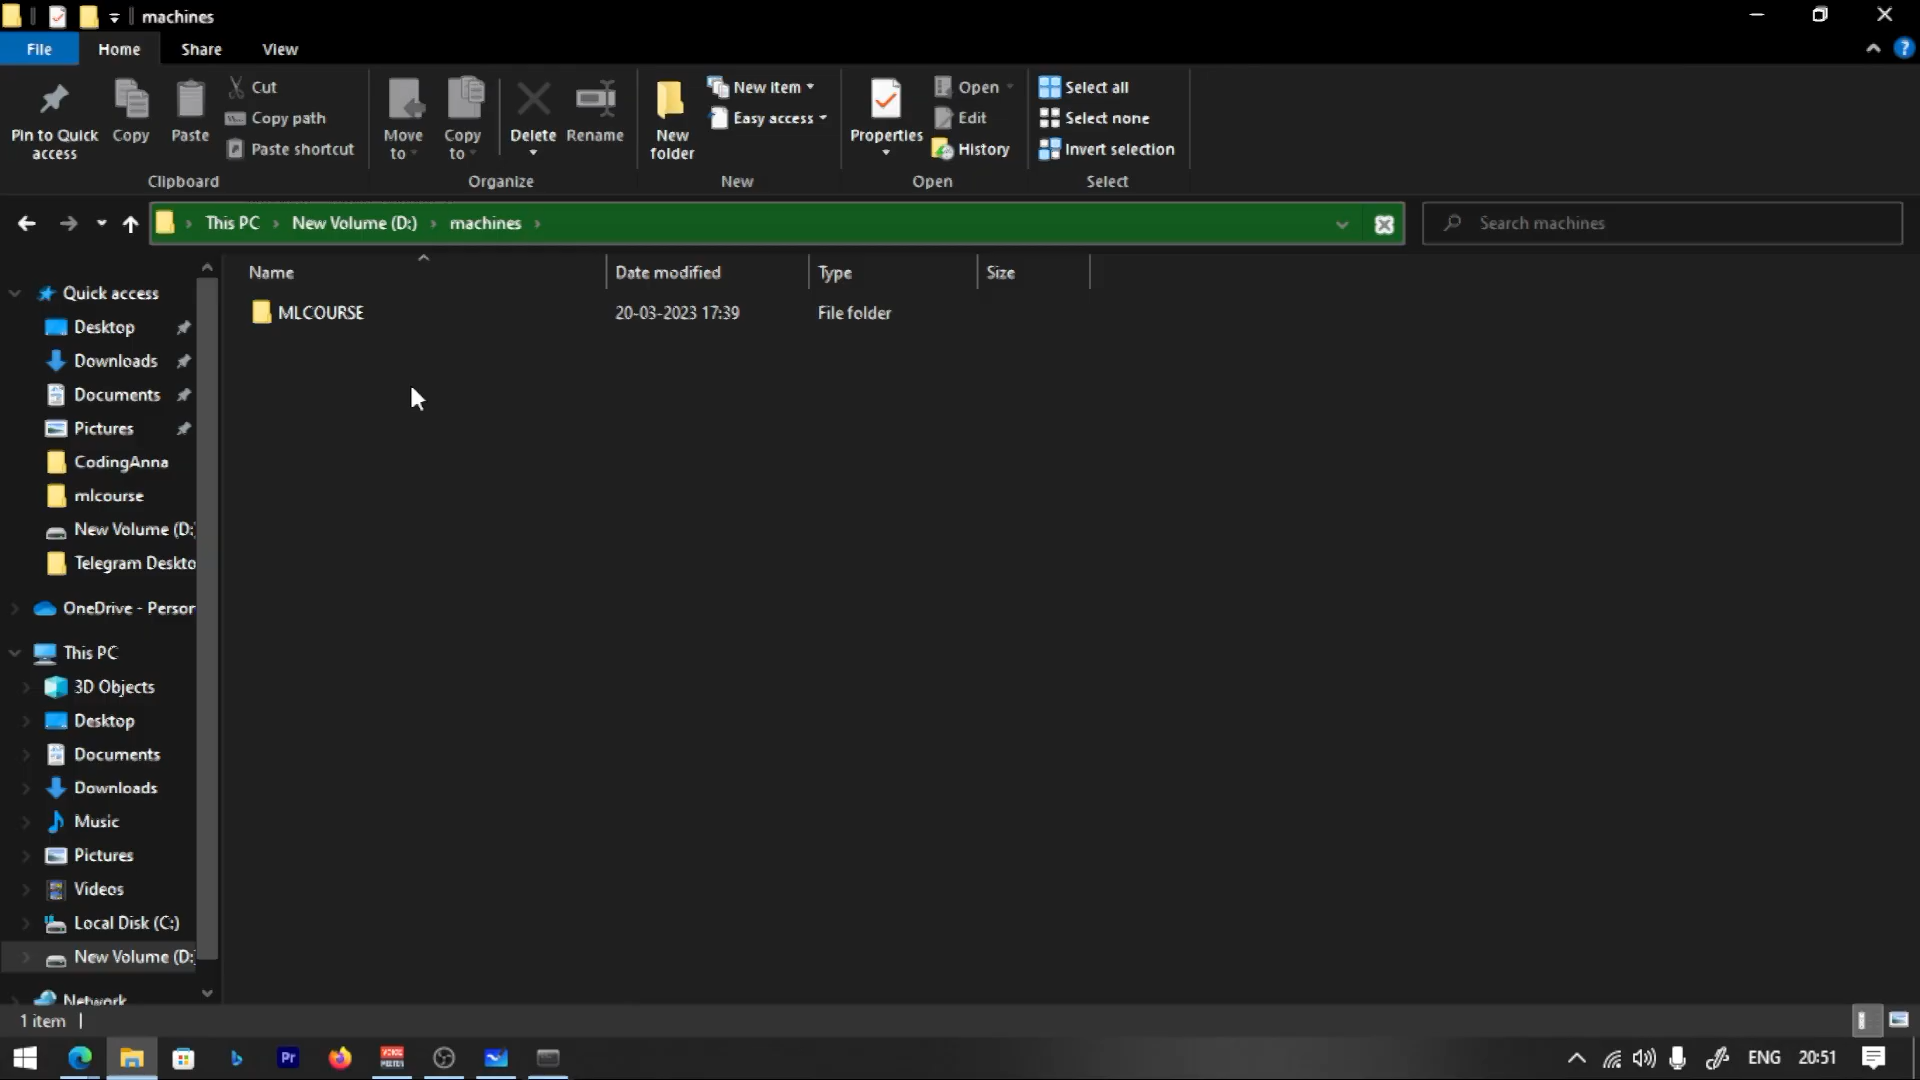 machines
File
Home
Share
View
Pin to Quick access
Copy
Paste
Cut
Copy path
Paste shortcut
Clipboard
Move to
Copy to
Delete
Rename
Organize
New folder
New item
Easy access
New
Properties
Open
Edit
History
Open
Select all
Select none
Invert selection
Select
This PC › New Volume (D:) › machines ›
Search machines
Name
Date modified
Type
Size
MLCOURSE
20-03-2023 17:39
File folder
Quick access
Desktop
Downloads
Documents
Pictures
CodingAnna
mlcourse
New Volume (D:
Telegram Deskto
OneDrive - Person
This PC
3D Objects
Desktop
Documents
Downloads
Music
Pictures
Videos
Local Disk (C:)
New Volume (D:
Network
1 item
Pr
ENG
20:51